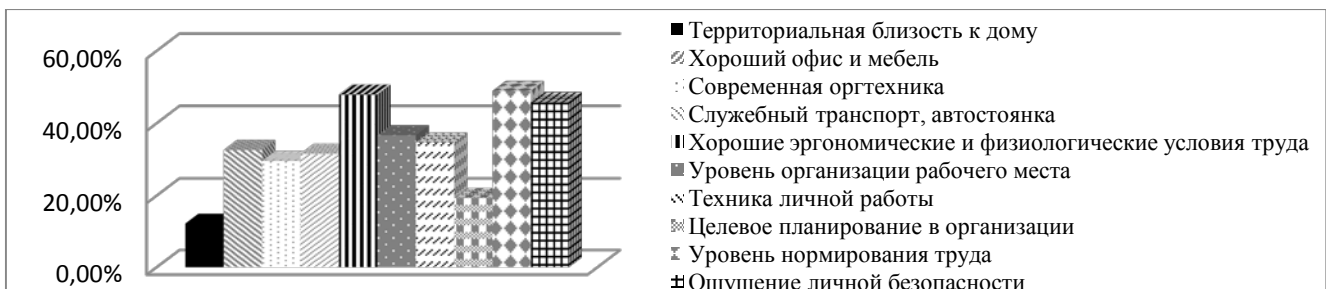 60,00%
40,00%
20,00%
0,00%
Территориальная близость к дому
Хороший офис и мебель
Современная оргтехника
Служебный транспорт, автостоянка
Хорошие эргономические и физиологические условия труда
Уровень организации рабочего места
Техника личной работы
Целевое планирование в организации
Уровень нормирования труда
Ощущение личной безопасности